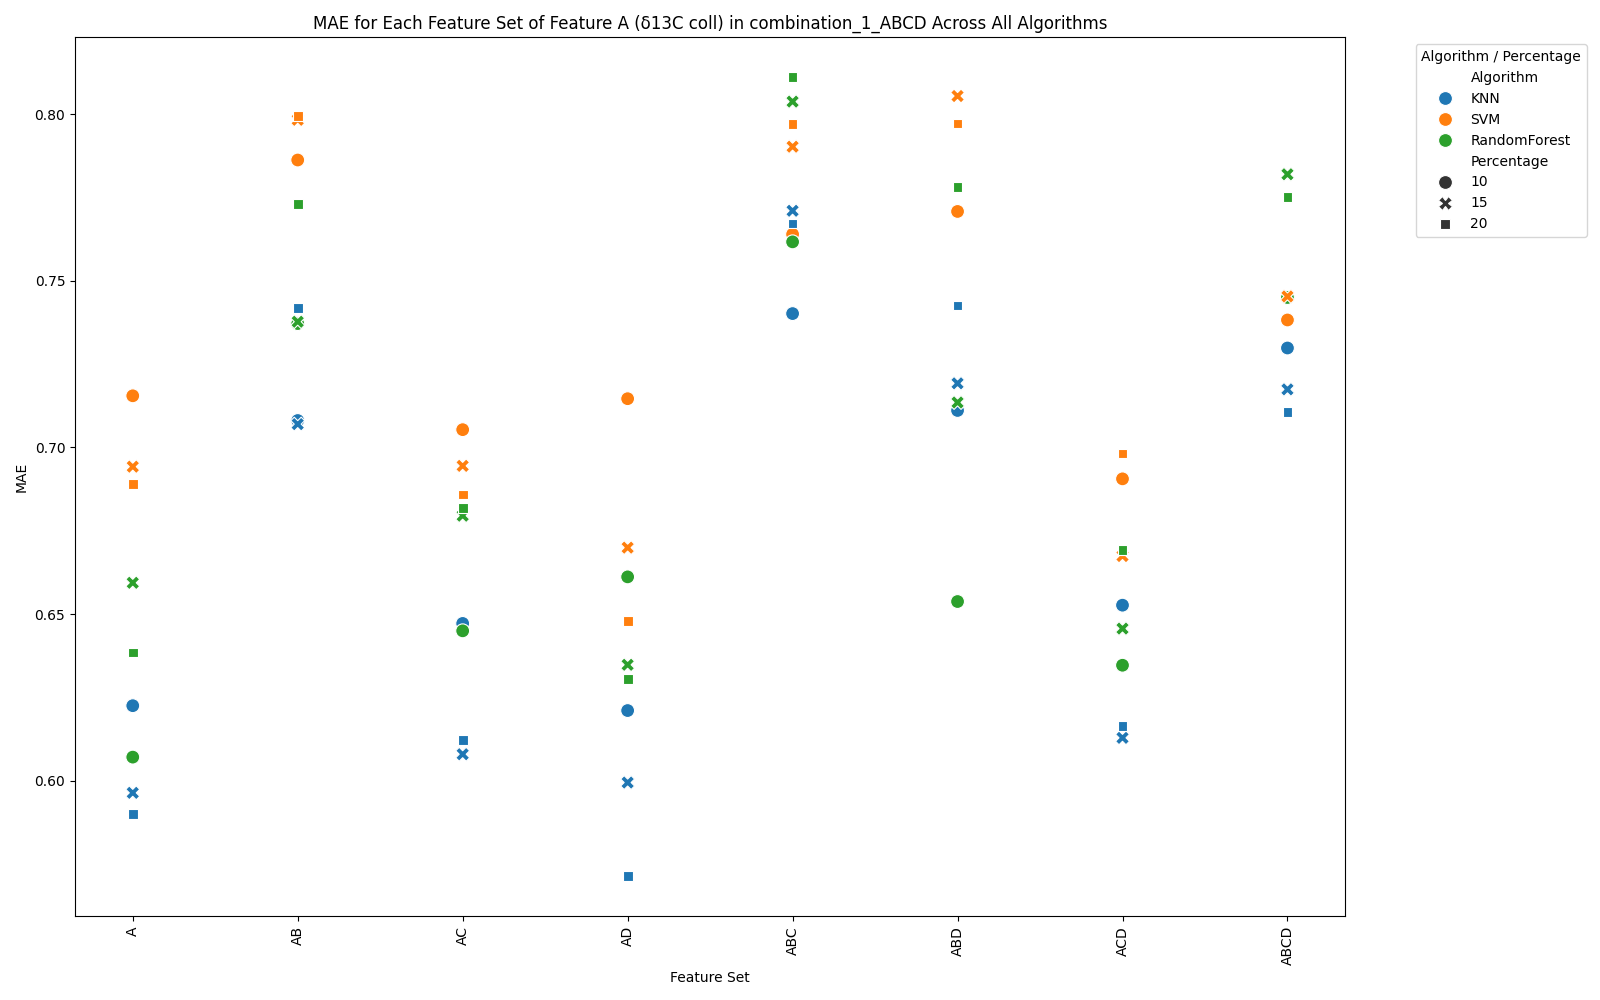 MAE for Each Feature Set of Feature A (δ13C coll) in combination_1_ABCD Across All Algorithms
Algorithm / Percentage
Algorithm
KNN
SVM
RandomForest
Percentage
10
15
20
MAE
0.80
0.75
0.70
0.65
0.60
A
AB
AC
AD
ABC
ABD
ACD
ABCD
Feature Set